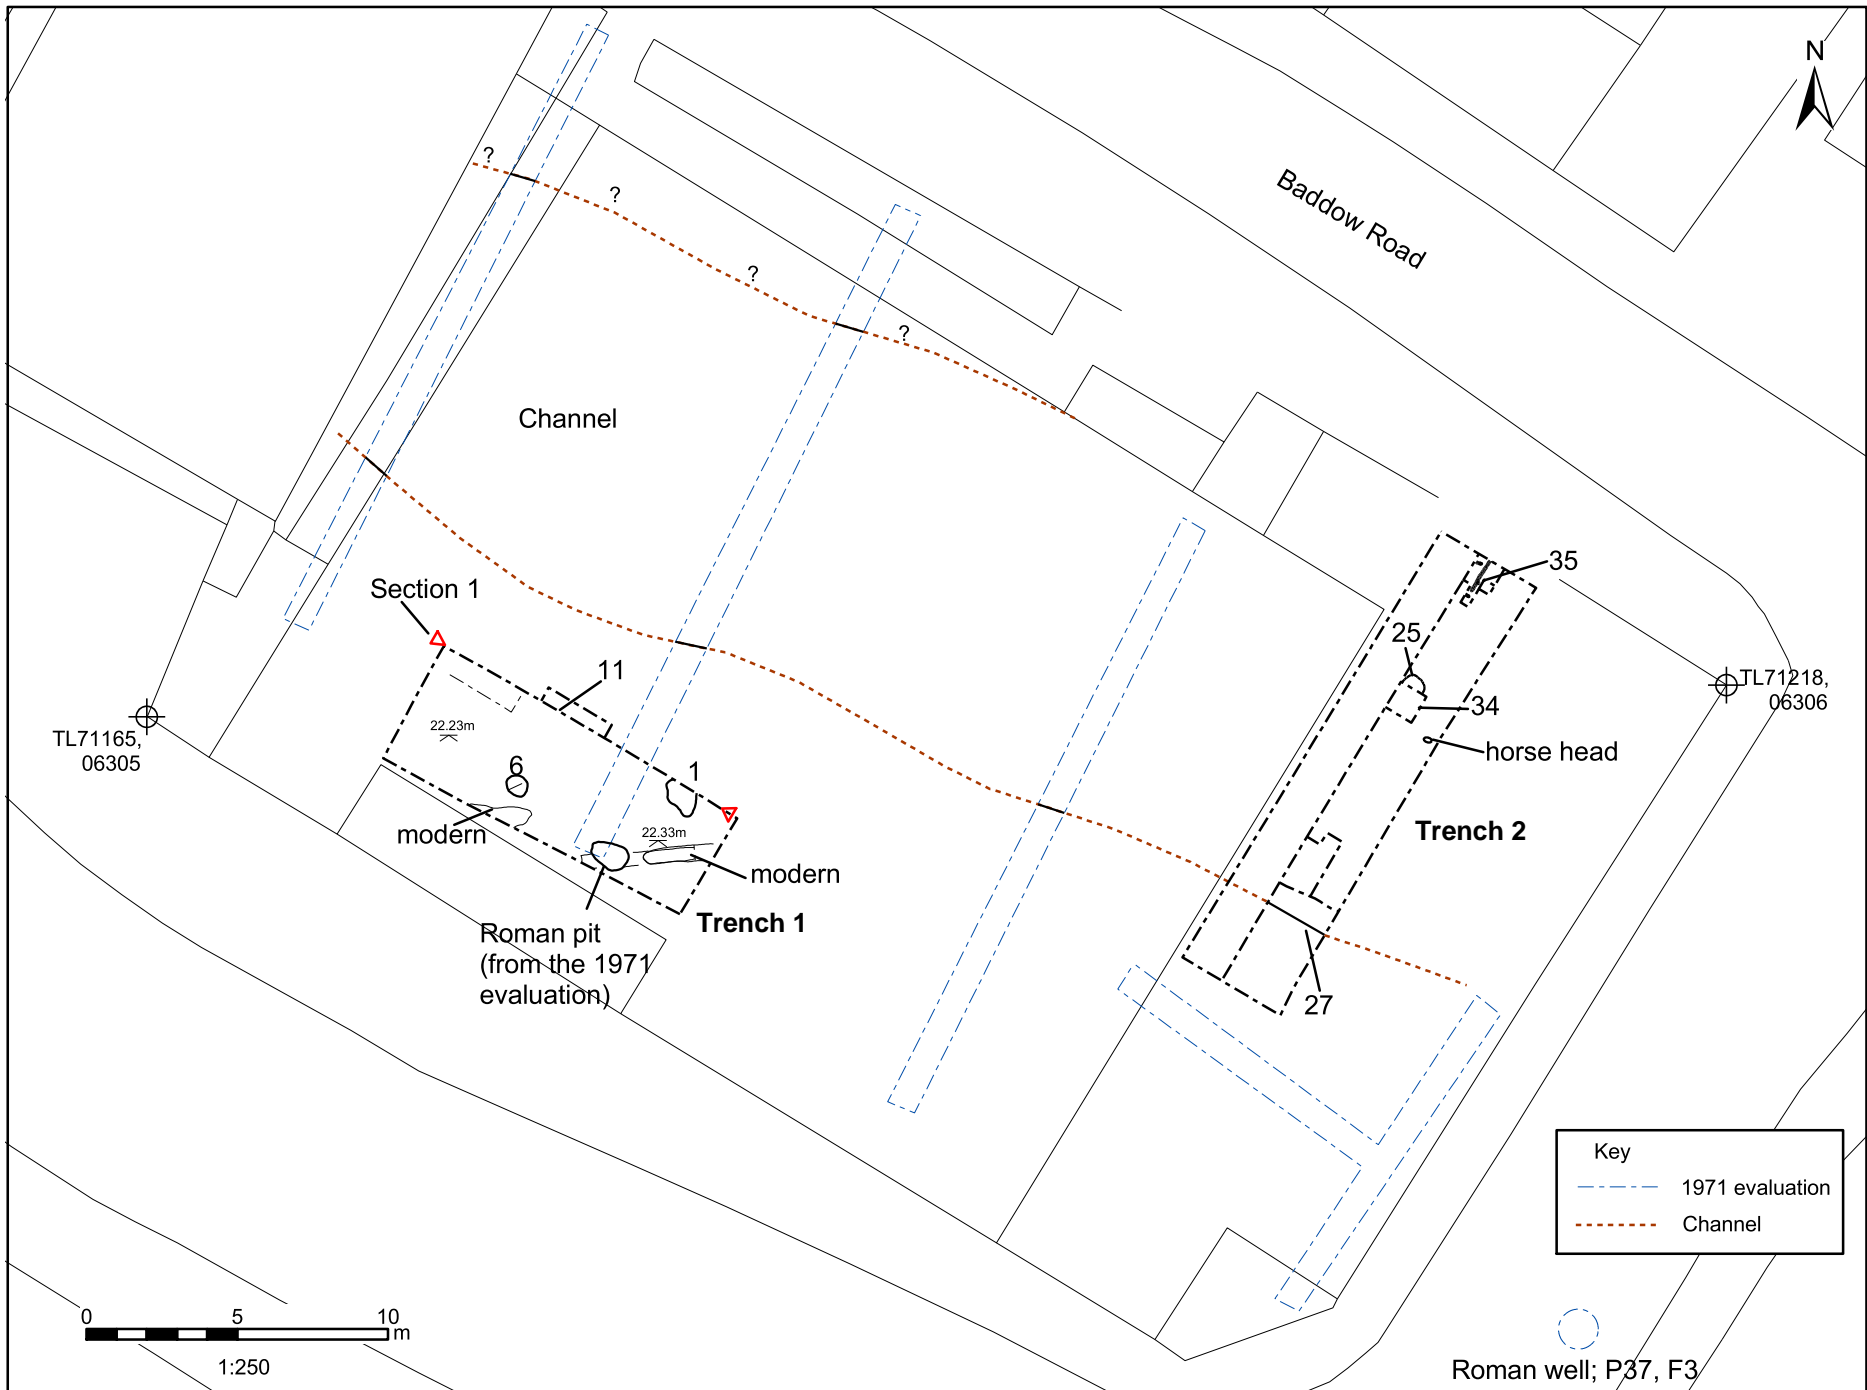 N
?
?
?
?
Baddow Road
Channel
35
Section 1
25
11
TL71218,
06306
34
22.23m
TL71165,
06305
horse head
6
1
22.33m
modern
Trench 2
modern
Trench 1
Roman pit
(from the 1971
evaluation)
27
Key
1971 evaluation
Channel
0 5 10
m
1:250
Roman well; P37, F3